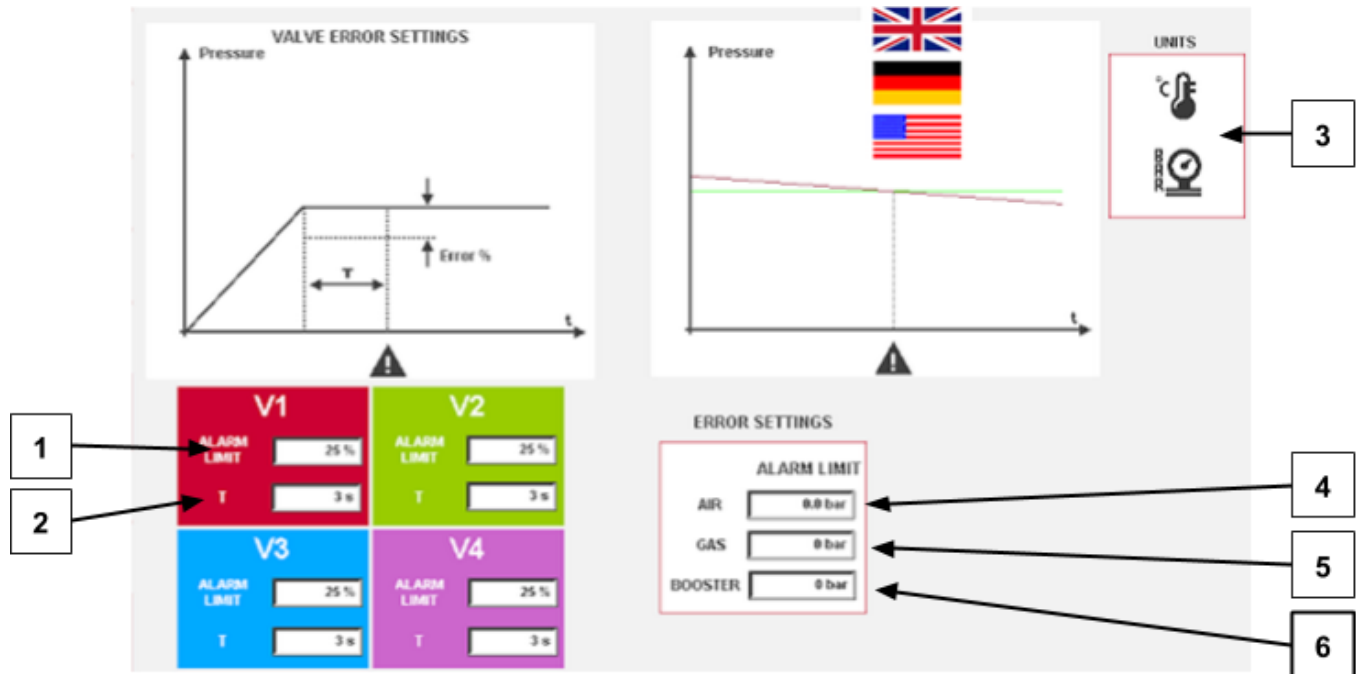 VALVE ERROR SETTINGS
Pressure
Error %
T
t
Pressure
t
UNITS
°C
BAR
3
V1
ALARM LIMIT
25 %
T
3 s
V2
ALARM LIMIT
25 %
T
3 s
1
2
V3
ALARM LIMIT
25 %
T
3 s
V4
ALARM LIMIT
25 %
T
3 s
ERROR SETTINGS
ALARM LIMIT
AIR
0.0 bar
GAS
0 bar
BOOSTER
0 bar
4
5
6